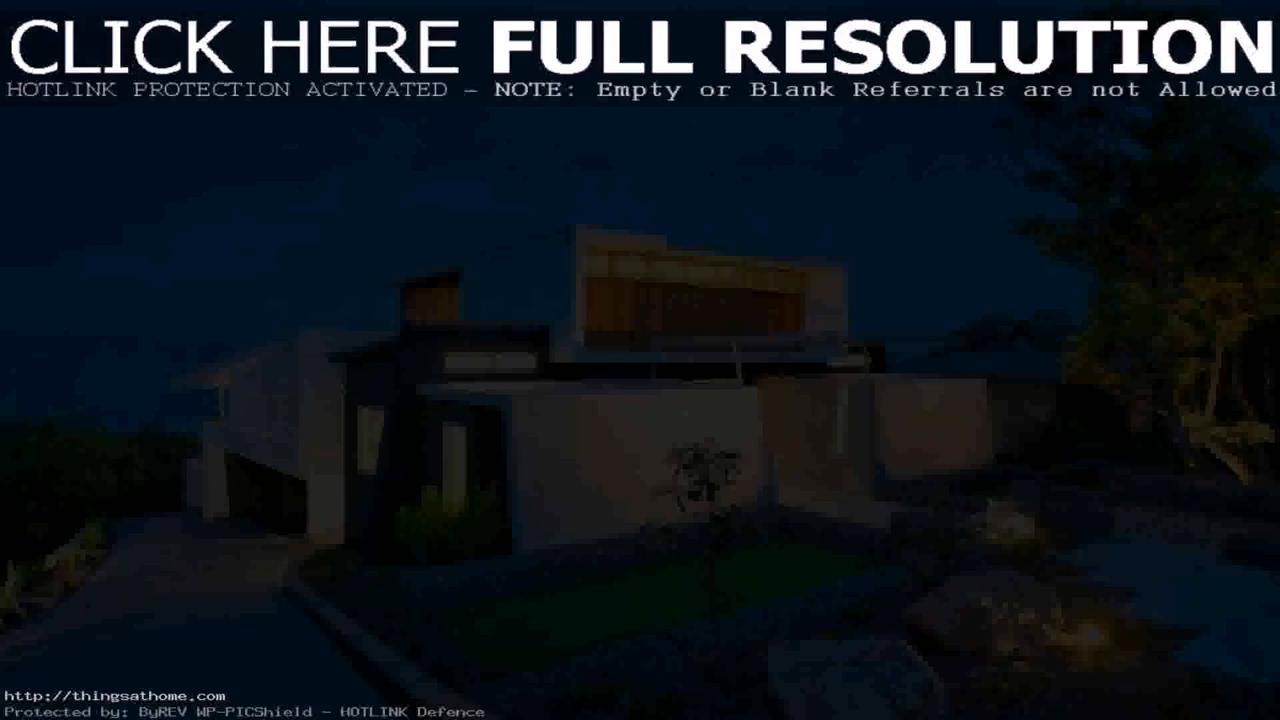 CLICK HERE FULL RESOLUTION
HOTLINK PROTECTION ACTIVATED - NOTE: Empty or Blank Referrals are not Allowed
http://thingsathome.com
Protected by: ByREV WP-PICShield - HOTLINK Defence